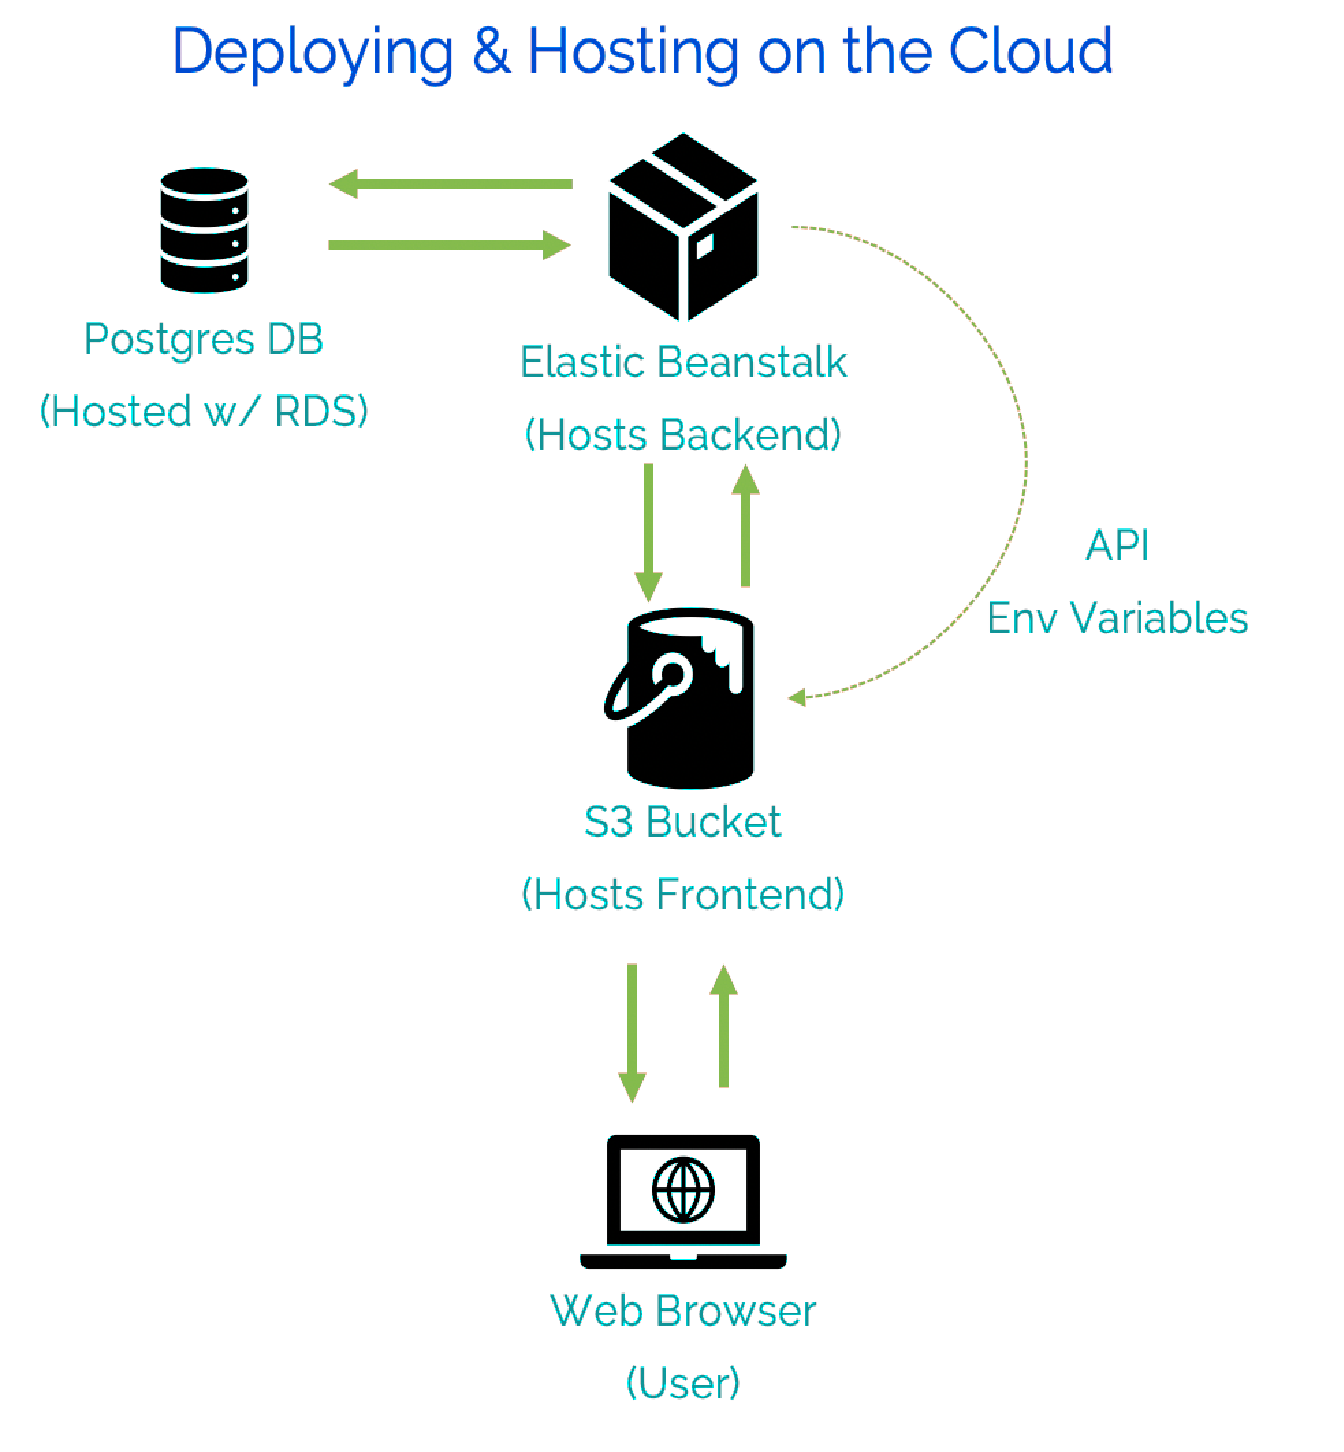 Deploying & Hosting on the Cloud
Postgres DB
(Hosted w/ RDS)
Elastic Beanstalk
(Hosts Backend)
API
Env Variables
S3 Bucket
(Hosts Frontend)
Web Browser
(User)